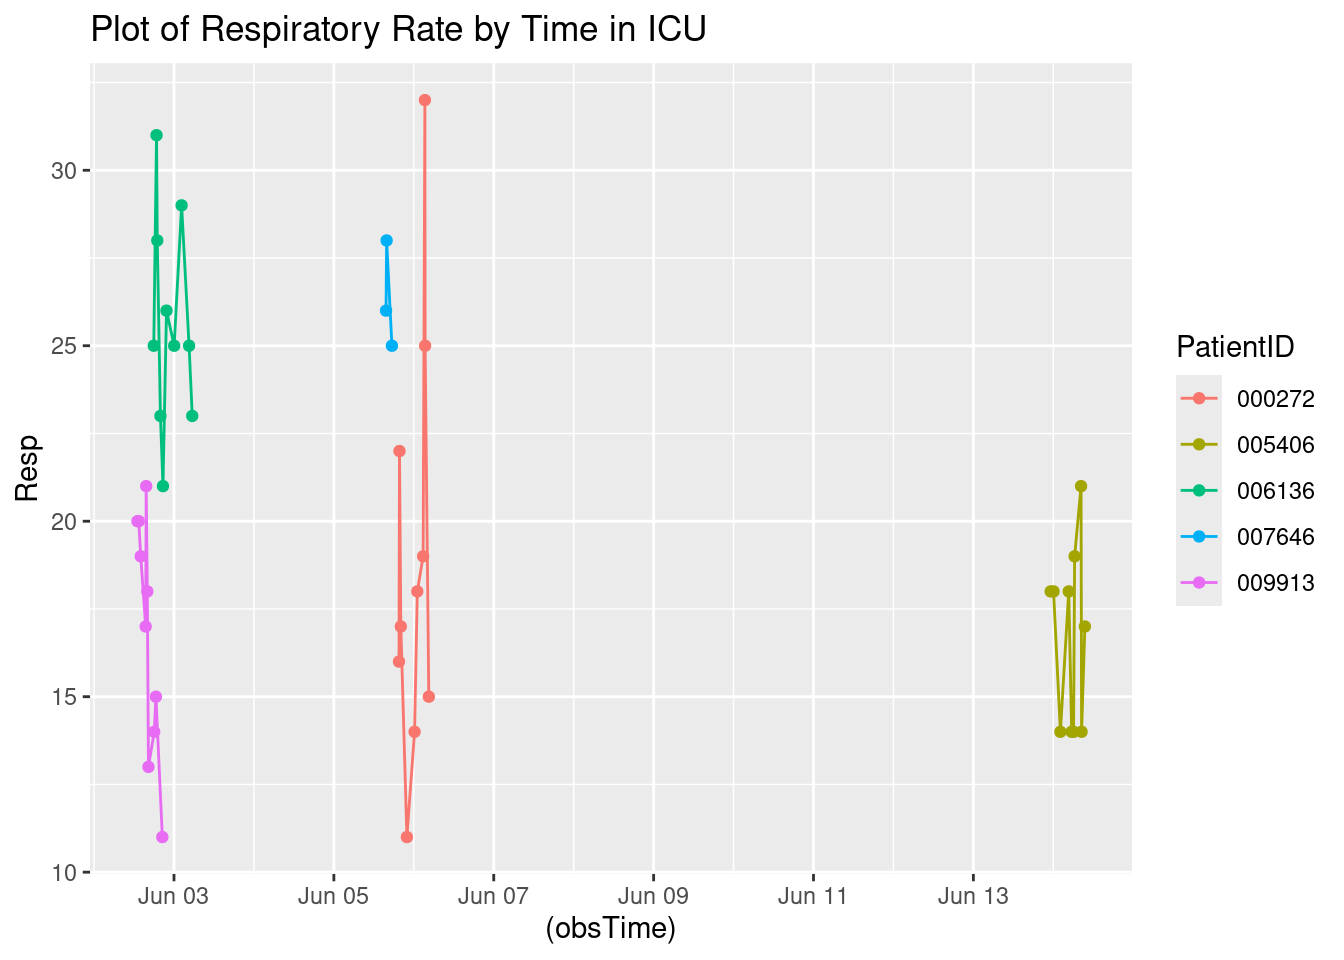 Plot of Respiratory Rate by Time in ICU
30
25
20
15
10
Resp
Jun 03
Jun 05
Jun 07
Jun 09
Jun 11
Jun 13
(obsTime)
PatientID
000272
005406
006136
007646
009913